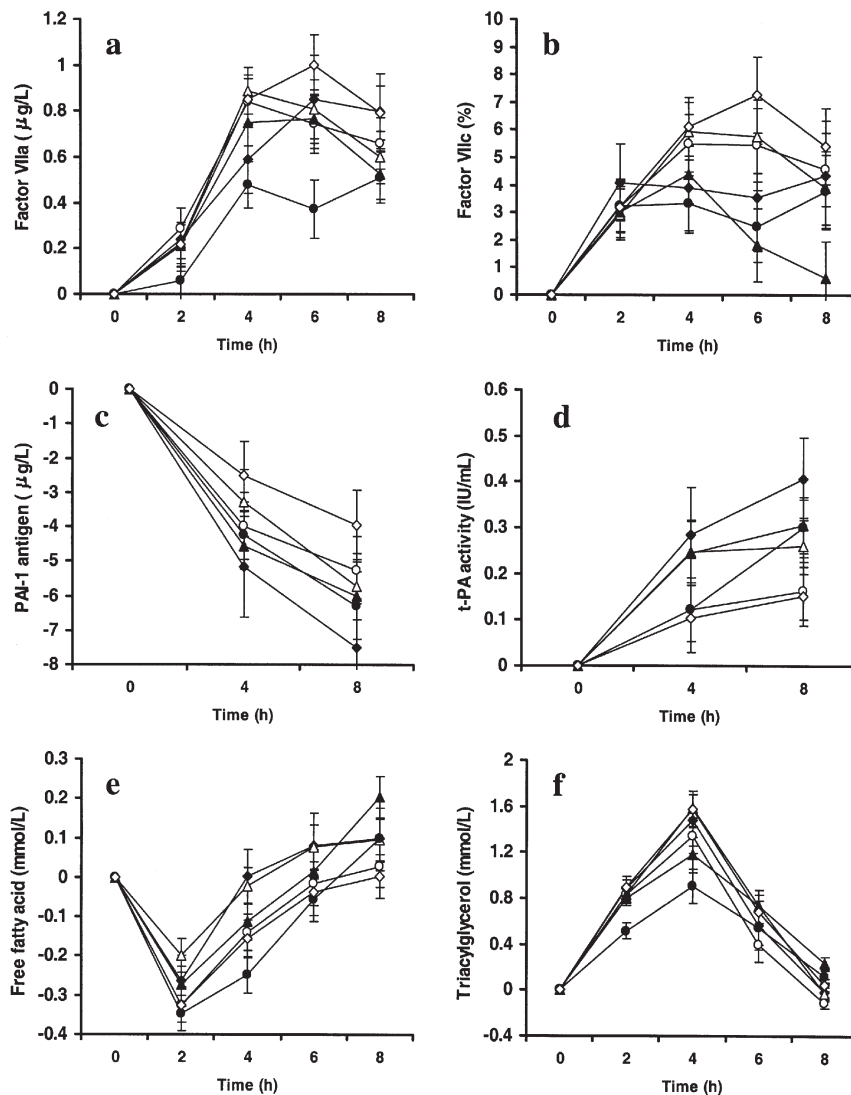 a
Factor VIIa ( μg/L)
1.2
1
0.8
0.6
0.4
0.2
0
0 2 4 6 8
Time (h)
b
Factor VIIc (%)
10
9
8
7
6
5
4
3
2
1
0
0 2 4 6 8
Time (h)
c
PAI-1 antigen ( μg/L)
0
-1
-2
-3
-4
-5
-6
-7
-8
0 4 8
Time (h)
d
t-PA activity (IU/mL)
0.6
0.5
0.4
0.3
0.2
0.1
0
0 4 8
Time (h)
e
Free fatty acid (mmol/L)
0.3
0.2
0.1
0
-0.1
-0.2
-0.3
-0.4
0 2 4 6 8
Time (h)
f
Triacylglycerol (mmol/L)
2
1.6
1.2
0.8
0.4
0
-0.4
0 2 4 6 8
Time (h)